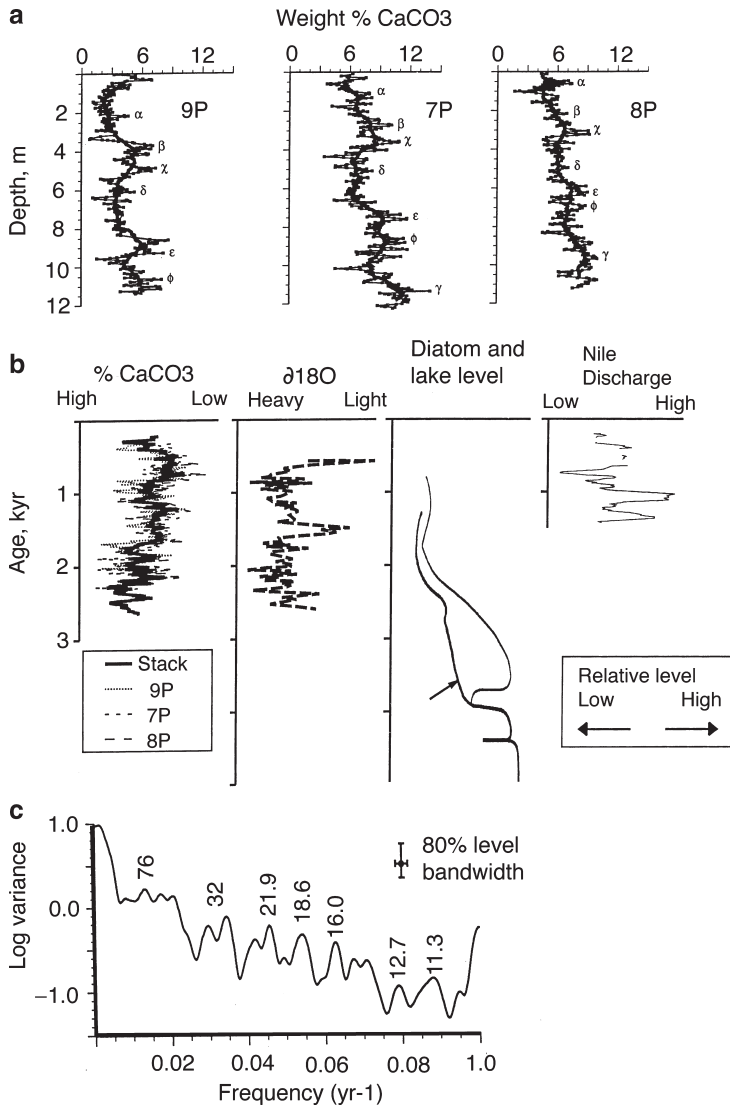 a
Weight % CaCO3
0 6 12 0 6 12 0 6 12
9P 7P 8P
Depth, m
2
4
6
8
10
12
α
β
χ
δ
ε
ϕ
α
β
χ
δ
ε
ϕ
γ
α
β
χ
δ
ε
ϕ
γ
b
% CaCO3
High Low
∂18O
Heavy Light
Diatom and
lake level
Nile
Discharge
Low High
Age, kyr
1
2
3
Stack
9P
7P
8P
Relative level
Low High
c
Log variance
1.0
0.0
−1.0
76
32
21.9
18.6
16.0
12.7
11.3
80% level
bandwidth
0.02 0.04 0.06 0.08 1.0
Frequency (yr-1)